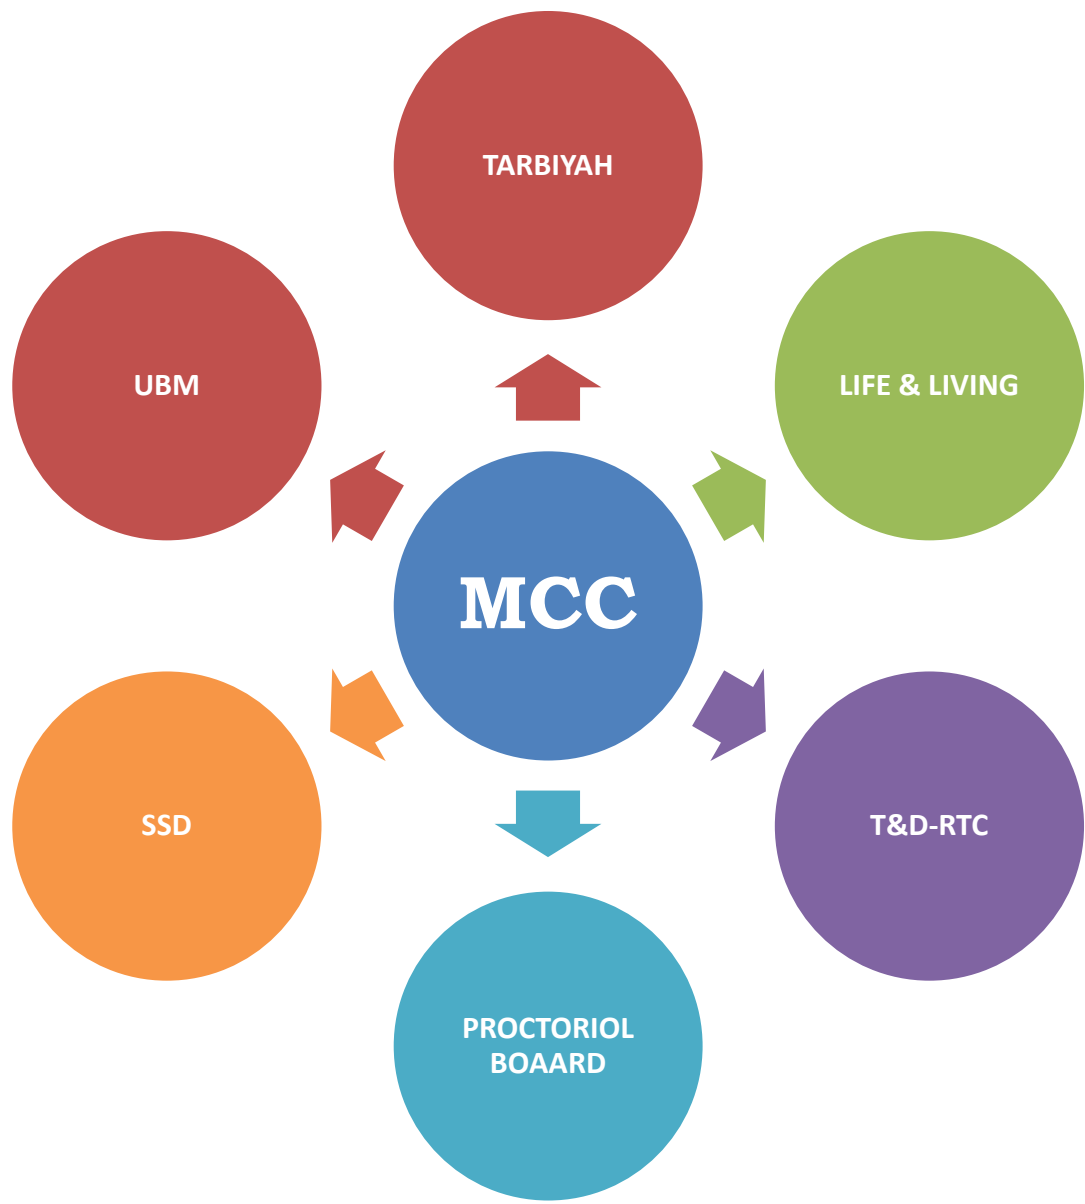 TARBIYAH
UBM
LIFE & LIVING
MCC
SSD
T&D-RTC
PROCTORIOL
BOAARD